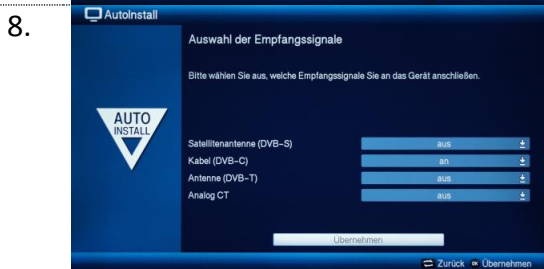 8.
AutoInstall
Auswahl der Empfangssignale
Bitte wählen Sie aus, welche Empfangssignale Sie an das Gerät anschließen.
AUTO
INSTALL
Satellitenantenne (DVB-S) aus
Kabel (DVB-C) an
Antenne (DVB-T) aus
Analog CT aus
Übernehmen
Zurück OK Übernehmen